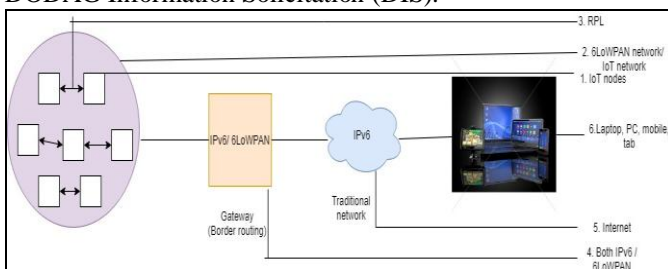 DODAG Information Solicitation (DIS).
3. RPL
2. 6LoWPAN network/
IoT network
1. IoT nodes
IPv6/ 6LoWPAN
IPv6
6.Laptop, PC, mobile,
tab
Traditional
network
Gateway
(Border routing)
5. Internet
4. Both IPv6 /
6LoWPAN